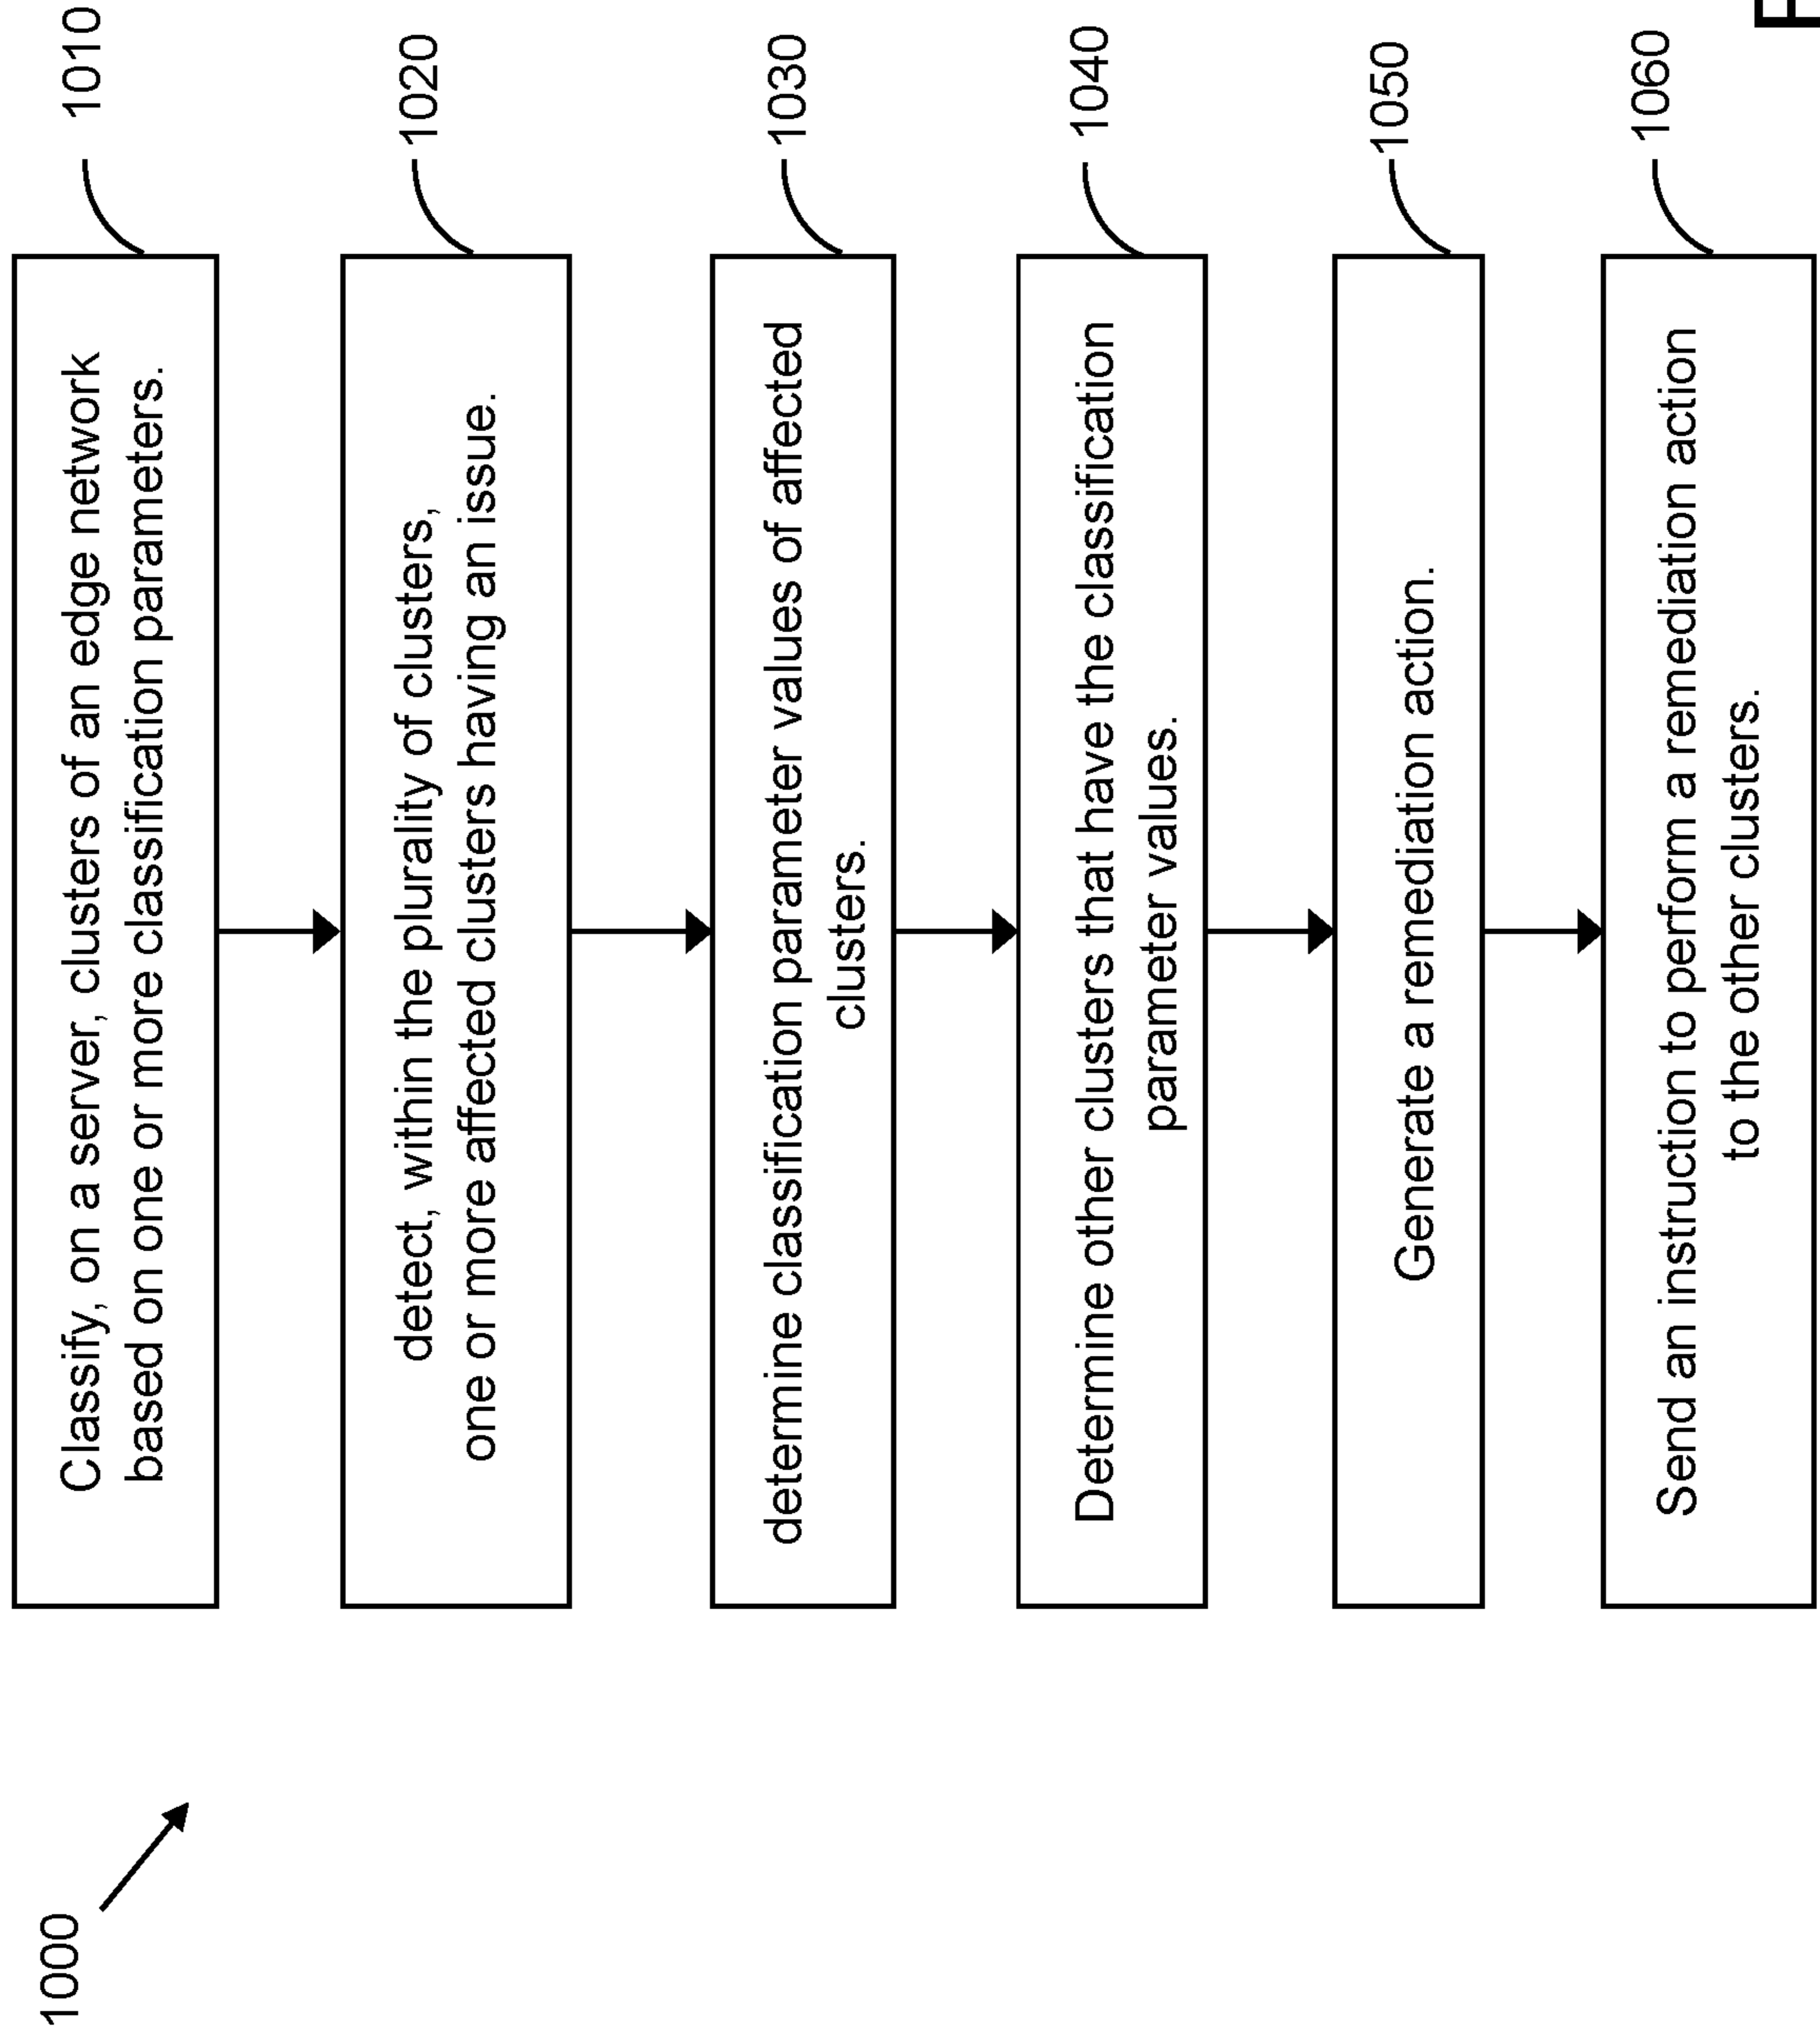 1000
Classify, on a server, clusters of an edge network
based on one or more classification parameters.
1010
detect, within the plurality of clusters,
one or more affected clusters having an issue.
1020
determine classification parameter values of affected
clusters.
1030
Determine other clusters that have the classification
parameter values.
1040
Generate a remediation action.
1050
Send an instruction to perform a remediation action
to the other clusters.
1060
F